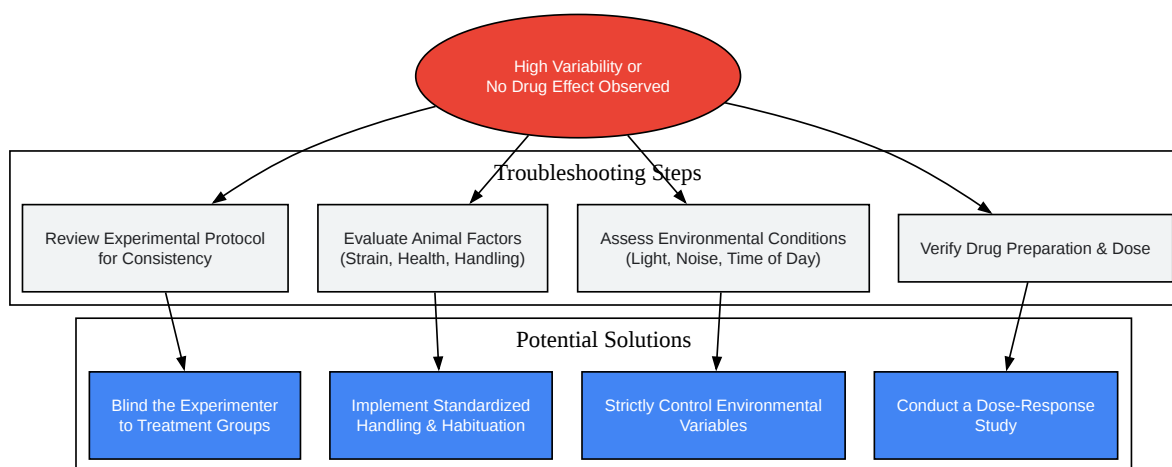 High Variability or
No Drug Effect Observed
Troubleshooting Steps
Review Experimental Protocol
for Consistency
Evaluate Animal Factors
(Strain, Health, Handling)
Assess Environmental Conditions
(Light, Noise, Time of Day)
Verify Drug Preparation & Dose
Potential Solutions
Blind the Experimenter
to Treatment Groups
Implement Standardized
Handling & Habituation
Strictly Control Environmental
Variables
Conduct a Dose-Response
Study